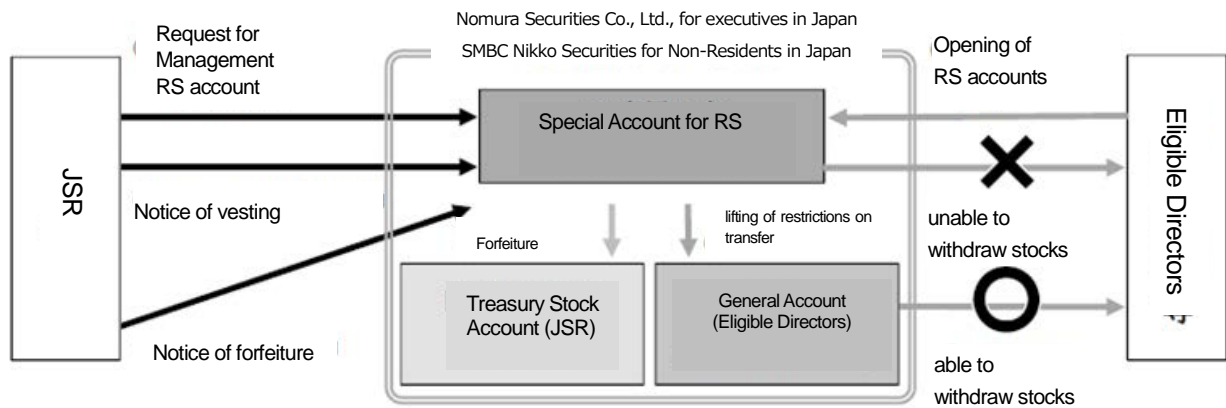 Nomura Securities Co., Ltd., for executives in Japan
SMBC Nikko Securities for Non-Residents in Japan
Request for
Management
RS account
Opening of
RS accounts
Special Account for RS
JSR
Eligible Directors
Notice of vesting
Forfeiture
lifting of restrictions on
transfer
unable to
withdraw stocks
Treasury Stock
Account (JSR)
General Account
(Eligible Directors)
Notice of forfeiture
able to
withdraw stocks